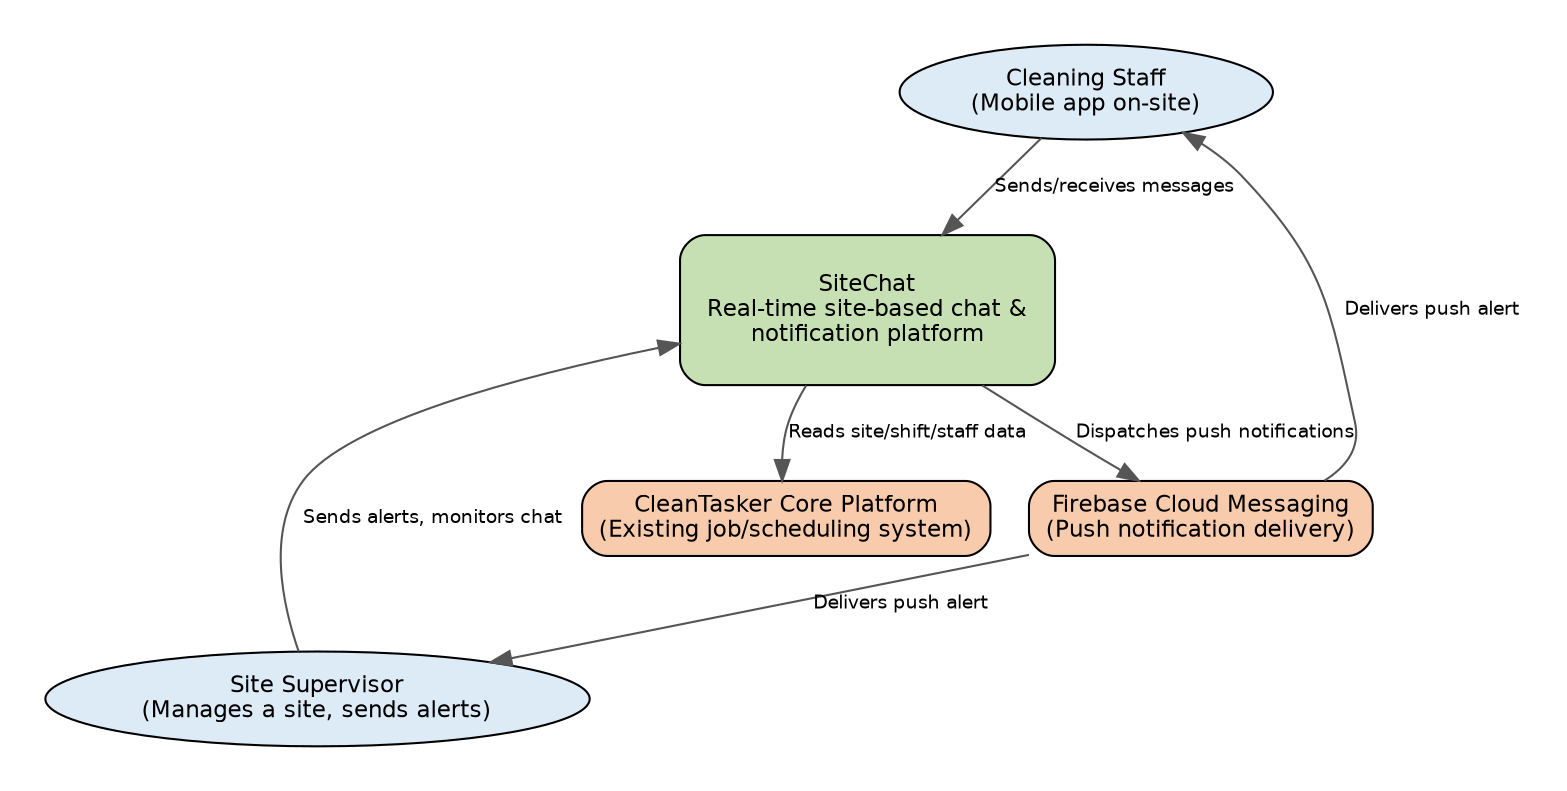 Cleaning Staff
(Mobile app on-site)
Sends/receives messages
SiteChat
Real-time site-based chat &
notification platform
Delivers push alert
Reads site/shift/staff data
Dispatches push notifications
CleanTasker Core Platform
(Existing job/scheduling system)
Firebase Cloud Messaging
(Push notification delivery)
Sends alerts, monitors chat
Delivers push alert
Site Supervisor
(Manages a site, sends alerts)